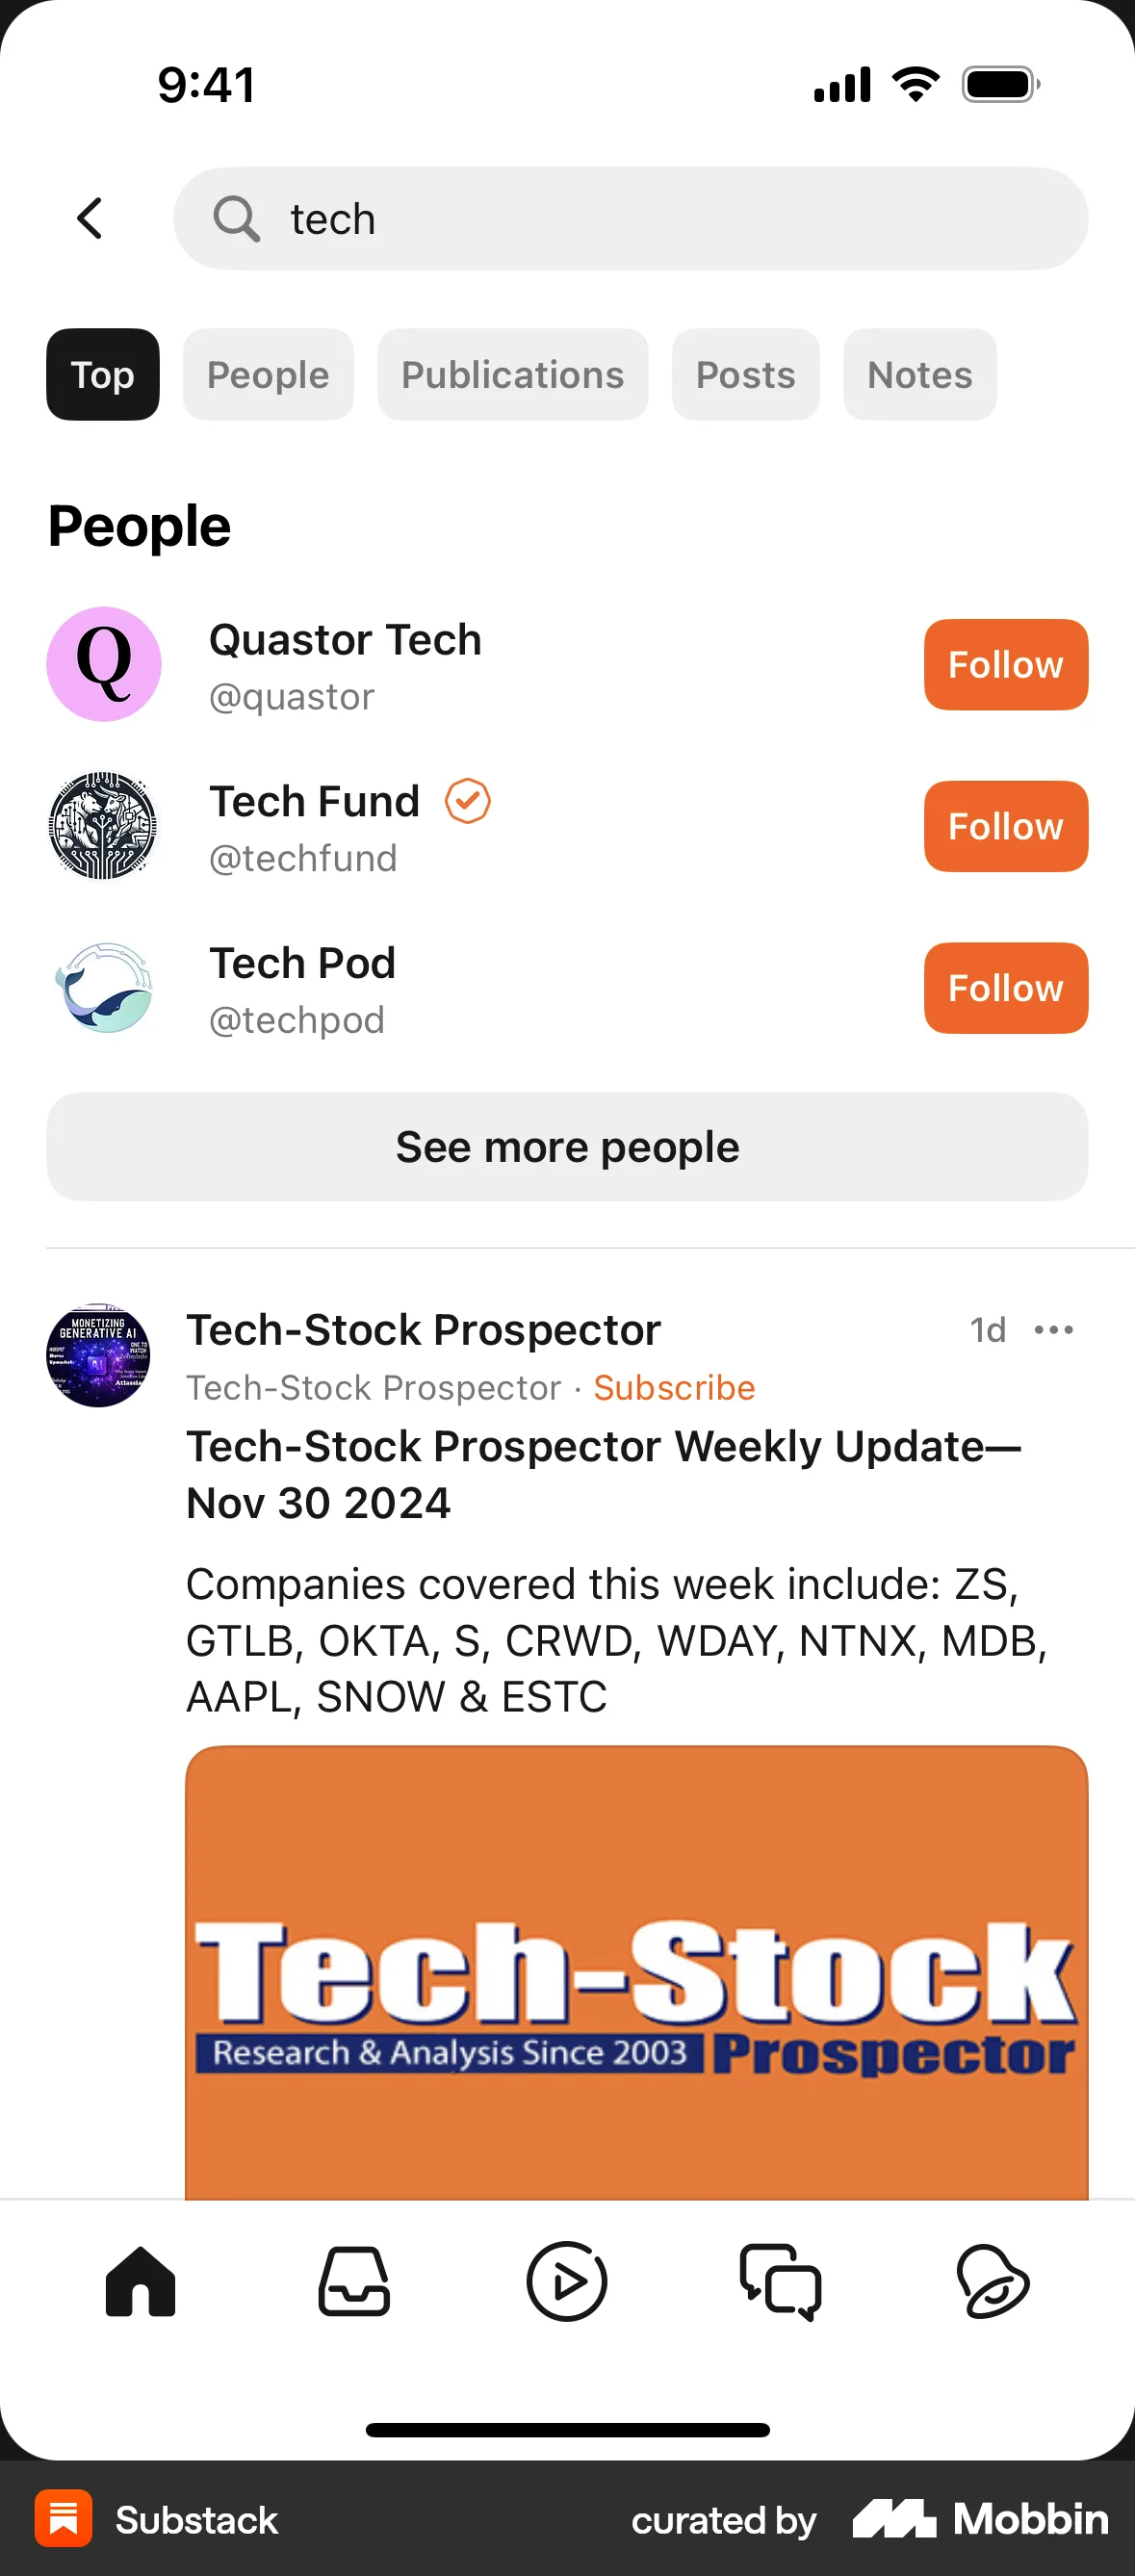 9:41
tech
Top People Publications Posts Notes
People
Q
Quastor Tech
@quastor
Follow
Tech Fund
@techfund
Follow
Tech Pod
@techpod
Follow
See more people
MONETIZING
GENERATIVE AI
Tech-Stock Prospector 1d
Tech-Stock Prospector · Subscribe
Tech-Stock Prospector Weekly Update—
Nov 30 2024
Companies covered this week include: ZS,
GTLB, OKTA, S, CRWD, WDAY, NTNX, MDB,
AAPL, SNOW & ESTC
Tech-Stock
Research & Analysis Since 2003 Prospector
Substack curated by Mobbin